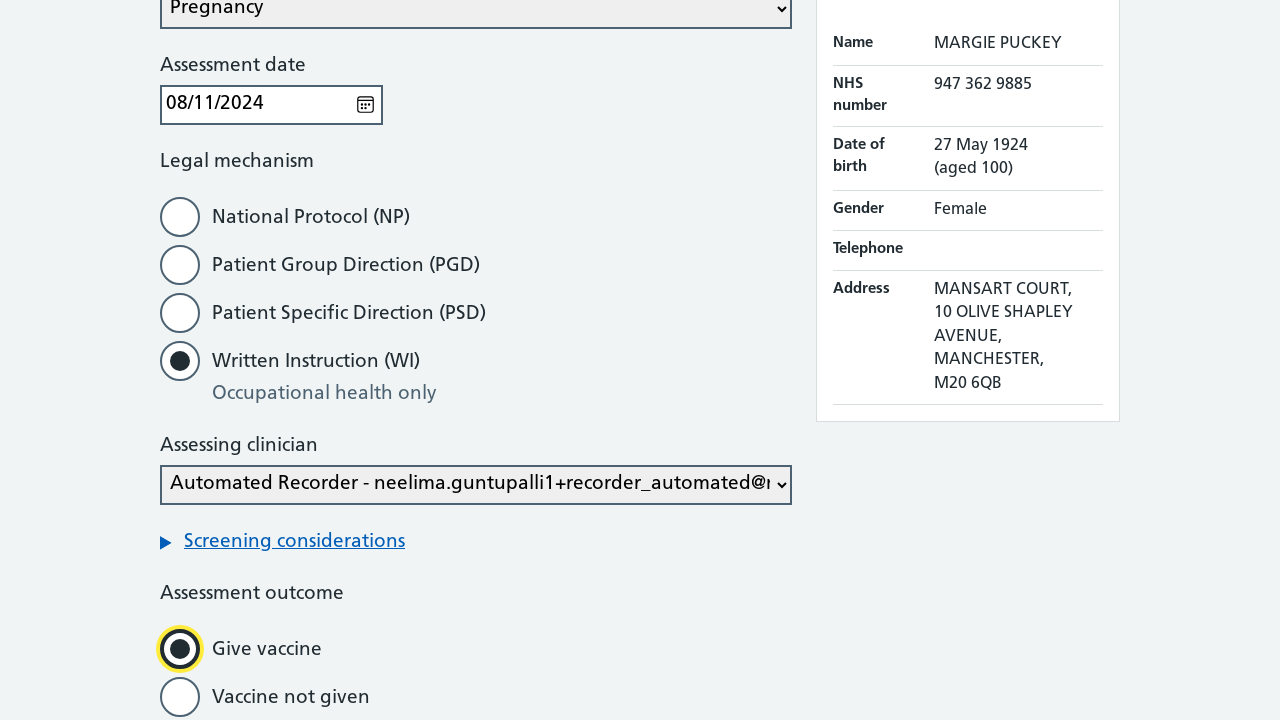 Pregnancy
Assessment date
08/11/2024
Legal mechanism
National Protocol (NP)
Patient Group Direction (PGD)
Patient Specific Direction (PSD)
Written Instruction (WI)
Occupational health only
Assessing clinician
Automated Recorder - neelima.guntupalli1+recorder_automated@
Screening considerations
Assessment outcome
Give vaccine
Vaccine not given
Name MARGIE PUCKEY
NHS number 947 362 9885
Date of birth 27 May 1924 (aged 100)
Gender Female
Telephone
Address MANSART COURT,
10 OLIVE SHAPLEY
AVENUE,
MANCHESTER,
M20 6QB